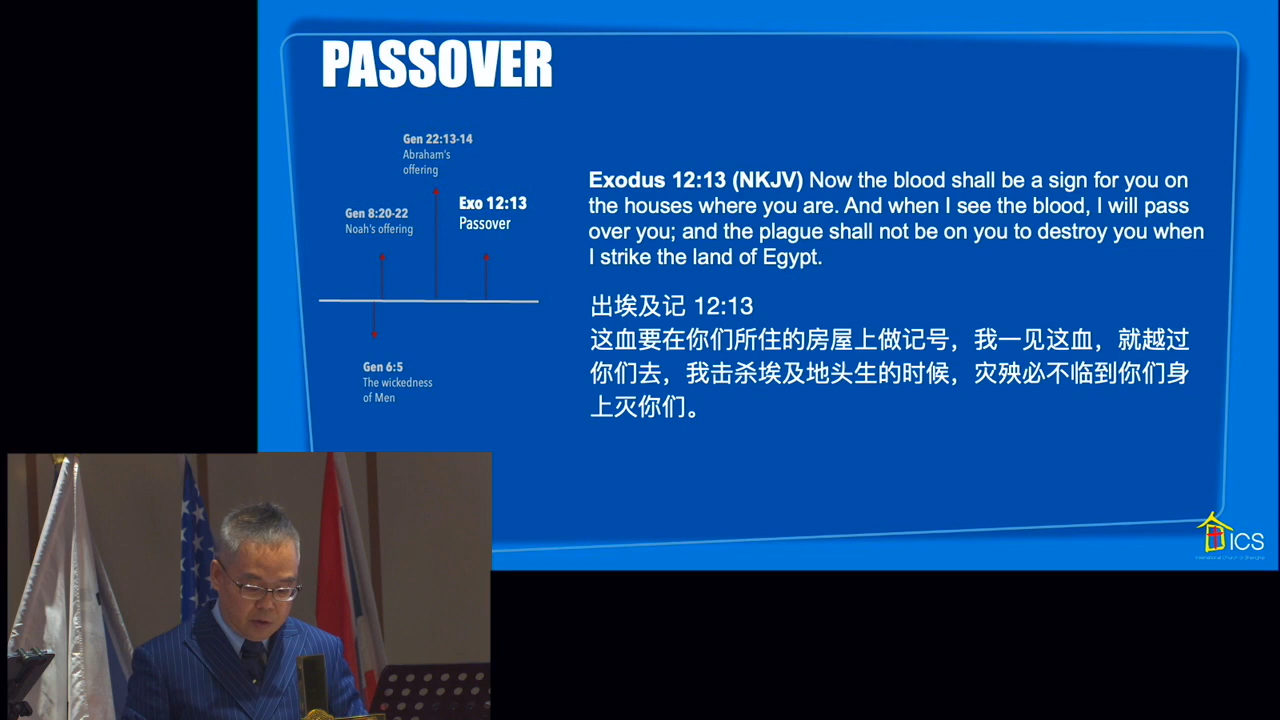 PASSOVER
Gen 22:13-14
Abraham's
offering
Exo 12:13
Passover
Gen 8:20-22
Noah's offering
Gen 6:5
The wickedness
of Men
Exodus 12:13 (NKJV) Now the blood shall be a sign for you on
the houses where you are. And when I see the blood, I will pass
over you; and the plague shall not be on you to destroy you when
I strike the land of Egypt.
出埃及记 12:13
这血要在你们所住的房屋上做记号，我一见这血，就越过
你们去，我击杀埃及地头生的时候，灾殃必不临到你们身
上灭你们。
ICS
International Church of Shanghai